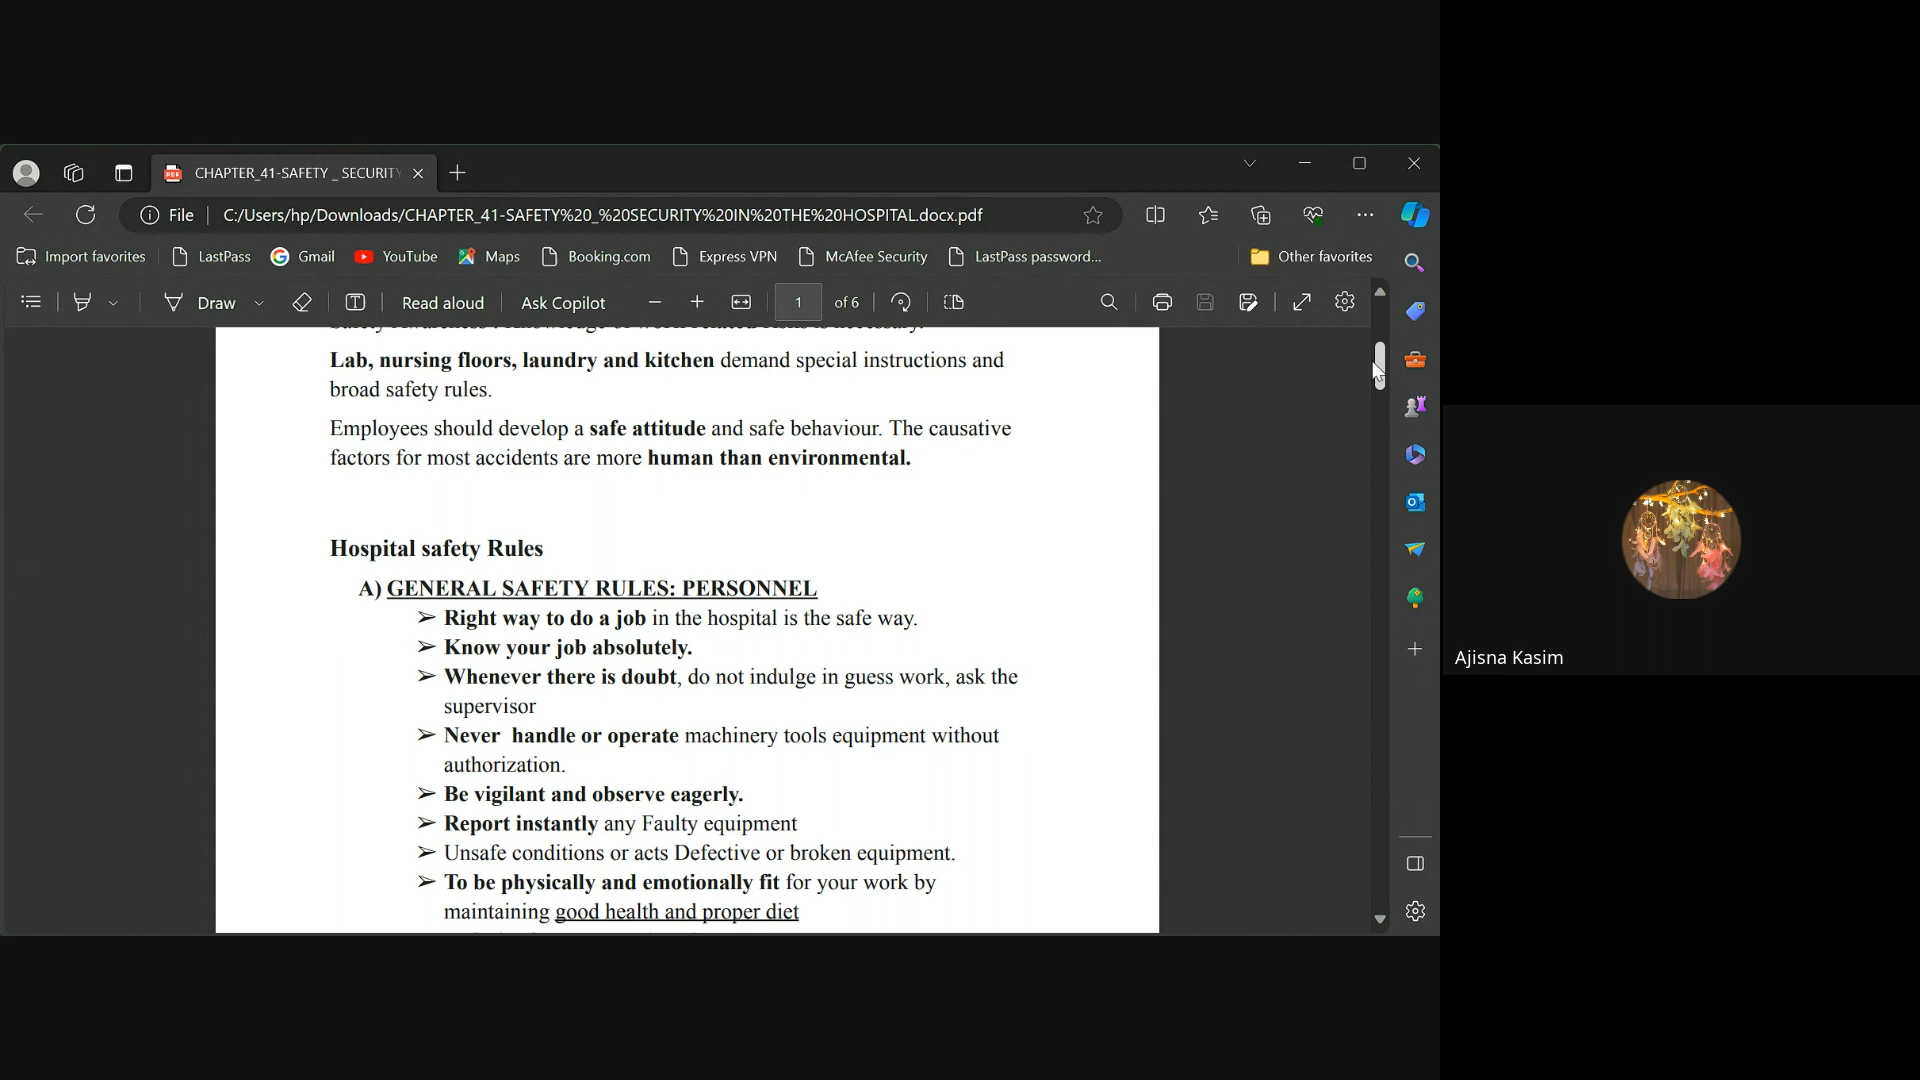 CHAPTER_41-SAFETY _ SECURITY
File C:/Users/hp/Downloads/CHAPTER_41-SAFETY%20_%20SECURITY%20IN%20THE%20HOSPITAL.docx.pdf
Import favorites LastPass Gmail YouTube Maps Booking.com Express VPN McAfee Security LastPass password... Other favorites
Draw Read aloud Ask Copilot 1 of 6
Lab, nursing floors, laundry and kitchen demand special instructions and
broad safety rules.
Employees should develop a safe attitude and safe behaviour. The causative
factors for most accidents are more human than environmental.
Hospital safety Rules
A) GENERAL SAFETY RULES: PERSONNEL
➢ Right way to do a job in the hospital is the safe way.
➢ Know your job absolutely.
➢ Whenever there is doubt, do not indulge in guess work, ask the
supervisor
➢ Never handle or operate machinery tools equipment without
authorization.
➢ Be vigilant and observe eagerly.
➢ Report instantly any Faulty equipment
➢ Unsafe conditions or acts Defective or broken equipment.
➢ To be physically and emotionally fit for your work by
maintaining good health and proper diet
Ajisna Kasim